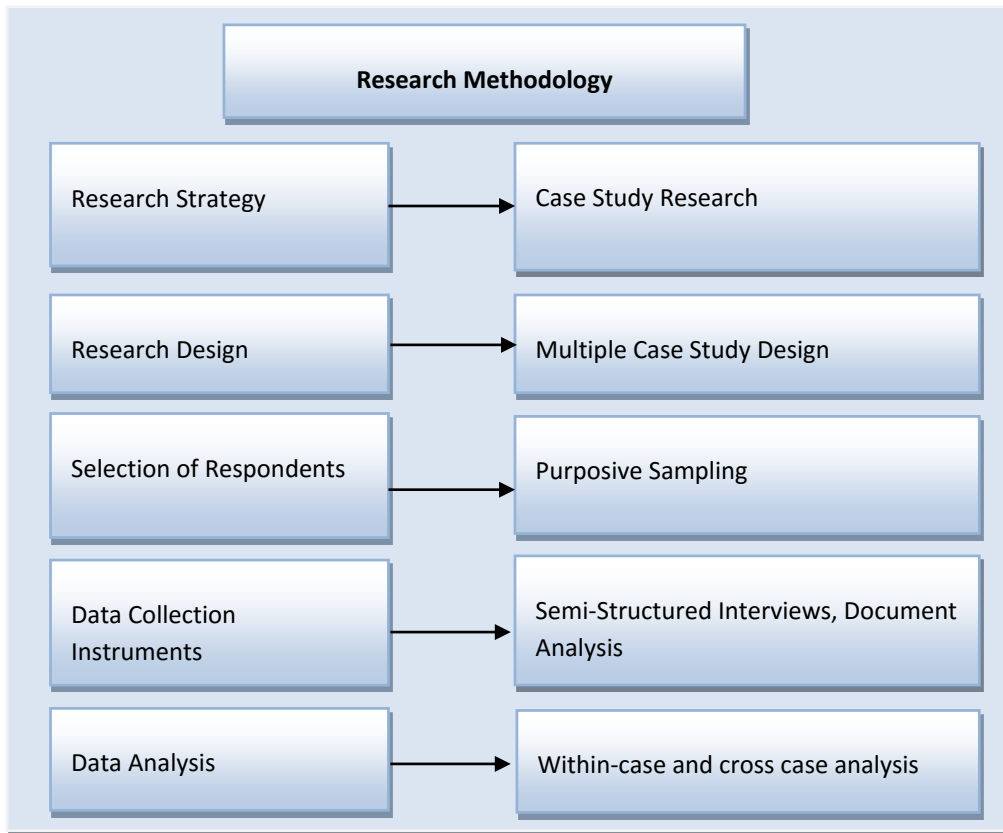 Research Methodology
Research Strategy
Case Study Research
Research Design
Multiple Case Study Design
Selection of Respondents
Purposive Sampling
Data Collection
Instruments
Semi-Structured Interviews, Document
Analysis
Data Analysis
Within-case and cross case analysis